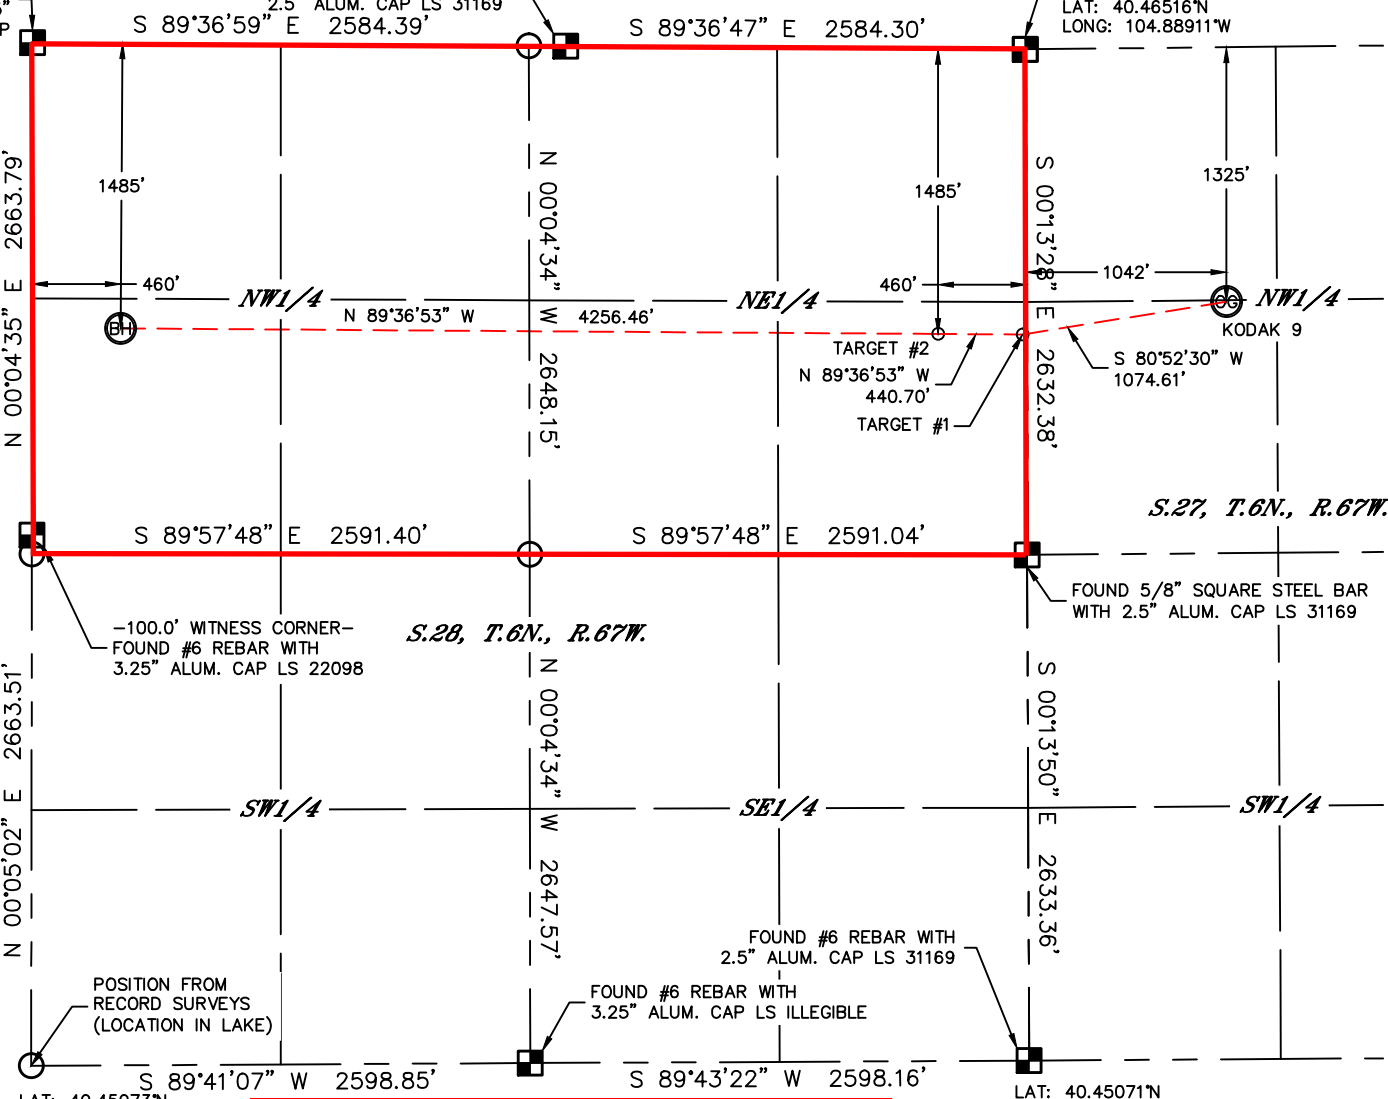 2.5" ALUM. CAP LS 31169
P
LAT: 40.46516°N
LONG: 104.88911°W
S 89°36'59" E 2584.39'
S 89°36'47" E 2584.30'
N 00°04'35" E 2663.79'
1485'
N 00°04'34" W 2648.15'
1485'
S 00°13'28" E 2632.38'
1325'
460'
460'
1042'
NW1/4
NE1/4
NW1/4
BH
N 89°36'53" W 4256.46'
OG
KODAK 9
TARGET #2
N 89°36'53" W
440.70'
TARGET #1
S 80°52'30" W
1074.61'
S.27, T.6N., R.67W.
S 89°57'48" E 2591.40'
S 89°57'48" E 2591.04'
FOUND 5/8" SQUARE STEEL BAR
WITH 2.5" ALUM. CAP LS 31169
-100.0' WITNESS CORNER-
FOUND #6 REBAR WITH
3.25" ALUM. CAP LS 22098
S.28, T.6N., R.67W.
N 00°05'02" E 2663.51'
N 00°04'34" W 2647.57'
S 00°13'50" E 2633.36'
SW1/4
SE1/4
SW1/4
FOUND #6 REBAR WITH
2.5" ALUM. CAP LS 31169
POSITION FROM
RECORD SURVEYS
(LOCATION IN LAKE)
FOUND #6 REBAR WITH
3.25" ALUM. CAP LS ILLEGIBLE
S 89°41'07" W 2598.85'
S 89°43'22" W 2598.16'
LAT: 40.45073°N
LAT: 40.45071°N